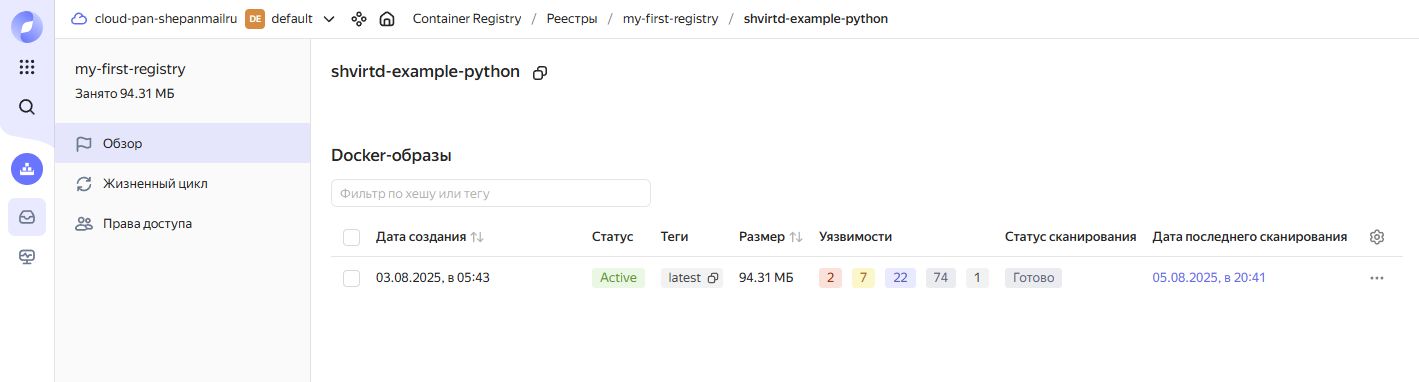 cloud-pan-shepanmailru DE default Container Registry / Реестры / my-first-registry / shvirtd-example-python
my-first-registry
Занято 94.31 МБ
Обзор
Жизненный цикл
Права доступа
shvirtd-example-python
Docker-образы
Фильтр по хешу или тегу
Дата создания Статус Теги Размер Уязвимости Статус сканирования Дата последнего сканирования
03.08.2025, в 05:43 Active latest 94.31 МБ 2 7 22 74 1 Готово 05.08.2025, в 20:41